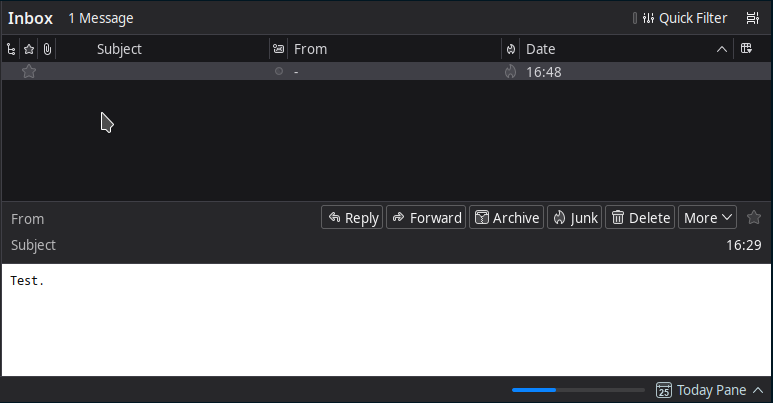 Inbox 1 Message Quick Filter
Subject From Date
- 16:48
From Reply Forward Archive Junk Delete More
Subject 16:29
Test.
25 Today Pane